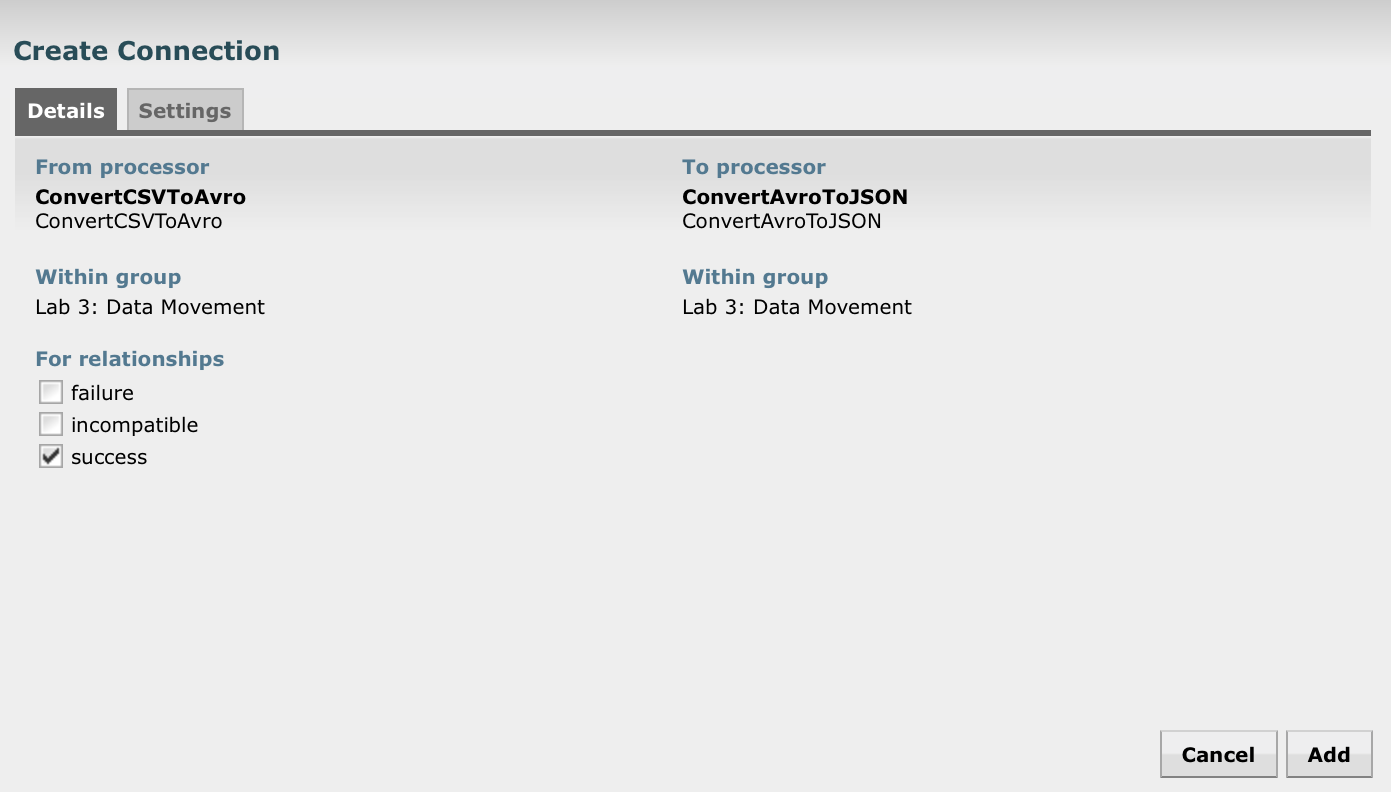 Create Connection
Details
Settings
From processor
ConvertCSVToAvro
ConvertCSVToAvro
To processor
ConvertAvroToJSON
ConvertAvroToJSON
Within group
Lab 3: Data Movement
Within group
Lab 3: Data Movement
For relationships
failure
incompatible
success
Cancel
Add